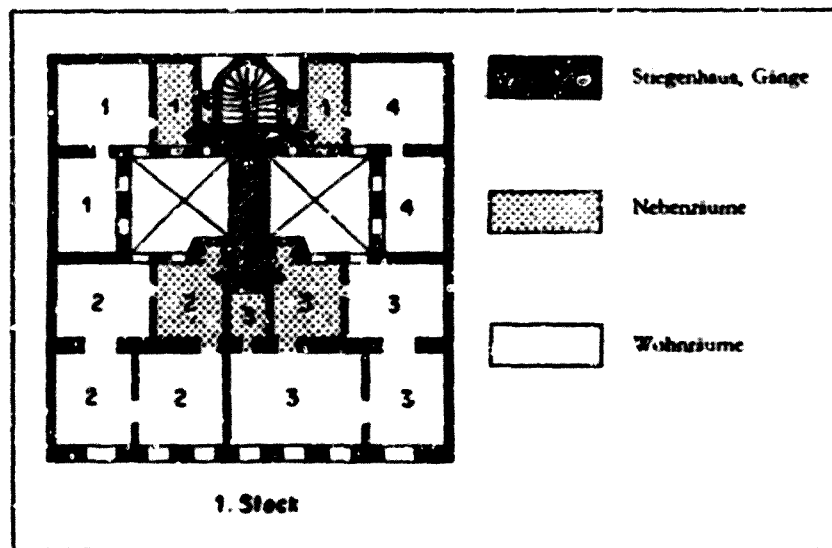 Stiegenhaus, Gänge
Nebenräume
Wohnräume
1 1 1 4
1 4
2 2 3 3 3
2 2 3 3
1. Stock